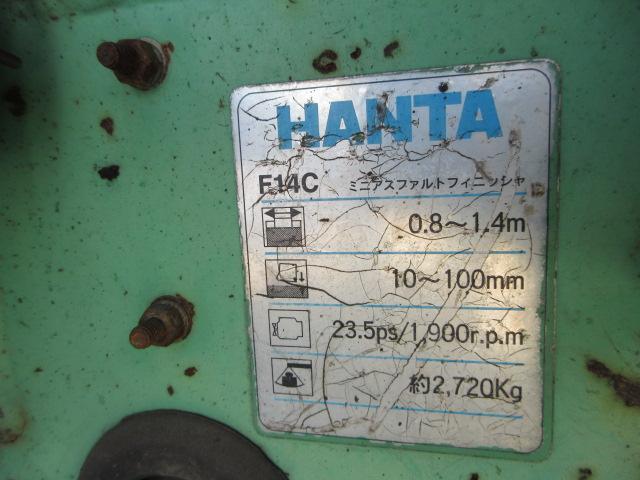 HANTA
F14C ミニアスファルトフィニッシャ
0.8～1.4m
10～100mm
23.5ps/1,900r.p.m
約2,720Kg